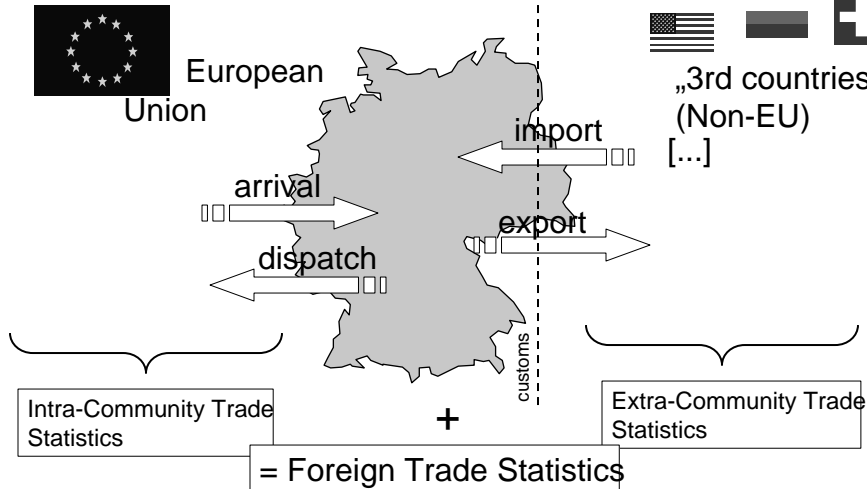 European
Union
„3rd countries
(Non-EU)
[...]
import
arrival
export
dispatch
customs
Intra-Community Trade
Statistics
+
Extra-Community Trade
Statistics
= Foreign Trade Statistics